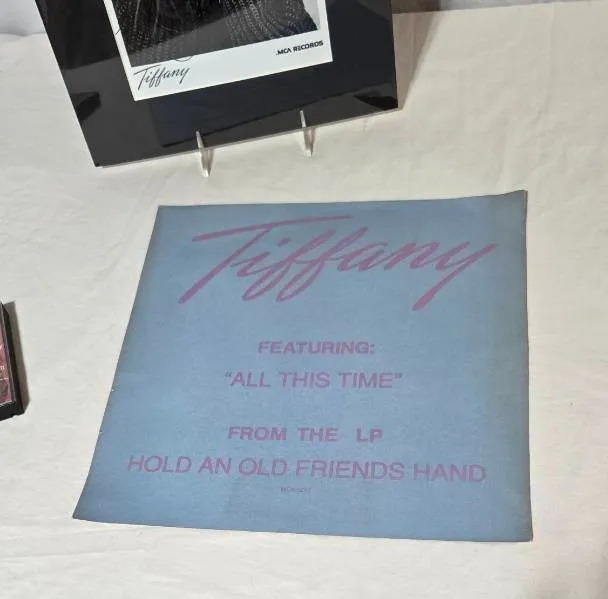 .MCA RECORDS
Tiffany
Tiffany
FEATURING:
"ALL THIS TIME"
FROM THE LP
HOLD AN OLD FRIENDS HAND